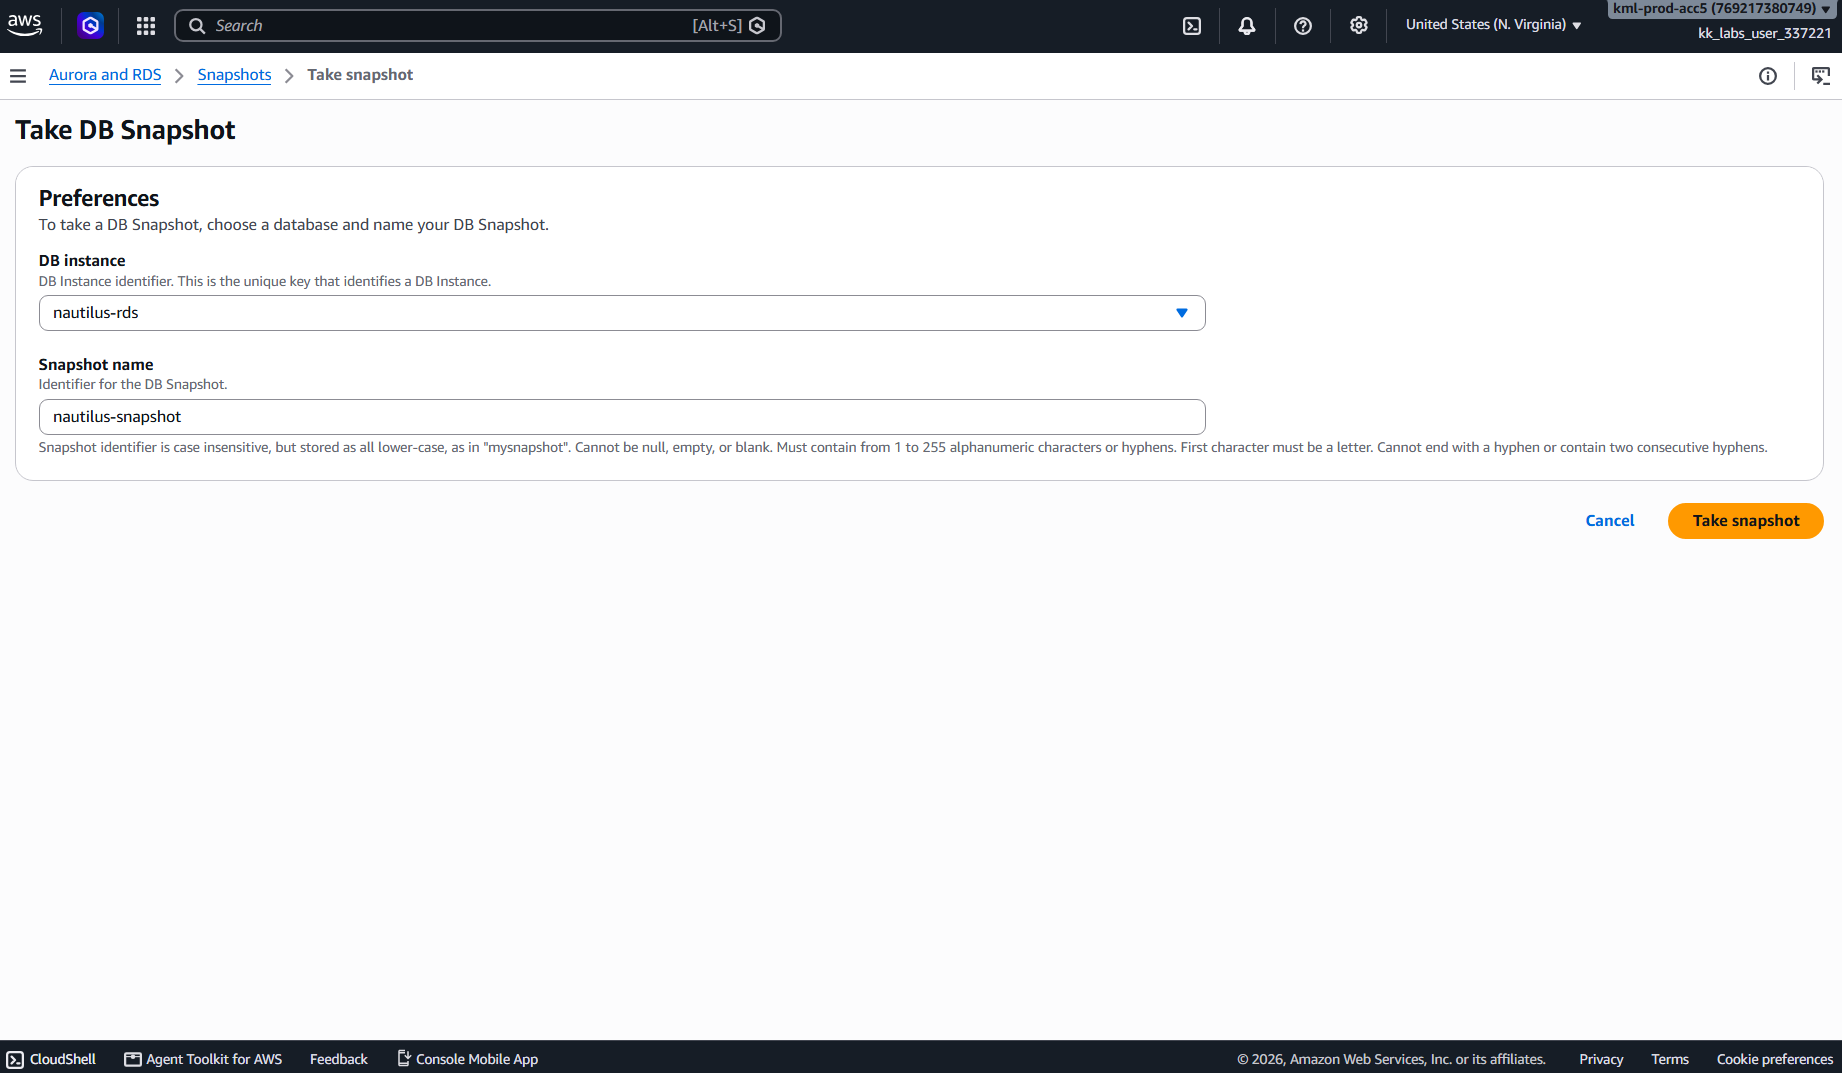 aws
Search [Alt+S]
United States (N. Virginia)
kml-prod-acc5 (769217380749)
kk_labs_user_337221
Aurora and RDS
Snapshots
Take snapshot
Take DB Snapshot
Preferences
To take a DB Snapshot, choose a database and name your DB Snapshot.
DB instance
DB Instance identifier. This is the unique key that identifies a DB Instance.
nautilus-rds
Snapshot name
Identifier for the DB Snapshot.
nautilus-snapshot
Snapshot identifier is case insensitive, but stored as all lower-case, as in "mysnapshot". Cannot be null, empty, or blank. Must contain from 1 to 255 alphanumeric characters or hyphens. First character must be a letter. Cannot end with a hyphen or contain two consecutive hyphens.
Cancel
Take snapshot
CloudShell
Agent Toolkit for AWS
Feedback
Console Mobile App
© 2026, Amazon Web Services, Inc. or its affiliates.
Privacy
Terms
Cookie preferences